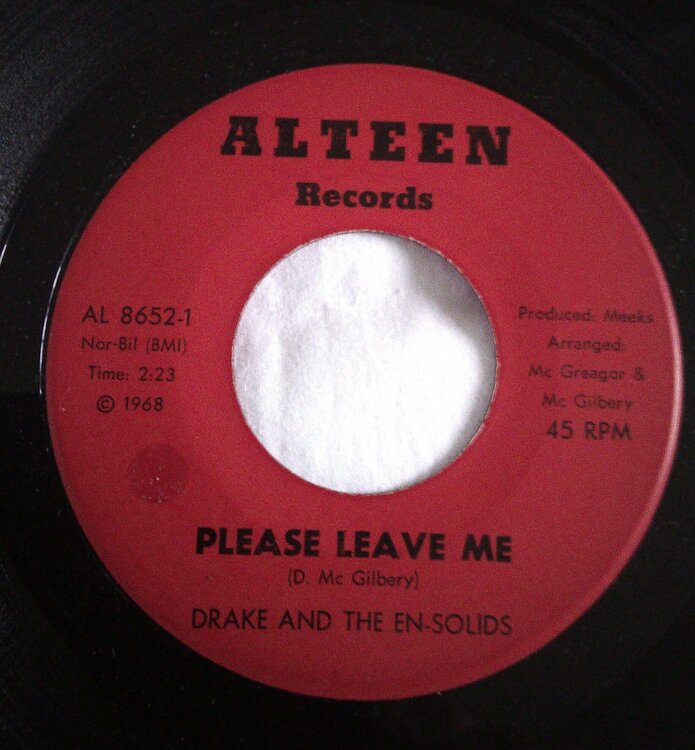 ALTEEN
Records
AL 8652-1
Nor-Bil (BMI)
Time: 2:23
© 1968
Produced: Meeks
Arranged:
Mc Greagor &
Mc Gilbery
45 RPM
PLEASE LEAVE ME
(D. Mc Gilbery)
DRAKE AND THE EN-SOLIDS